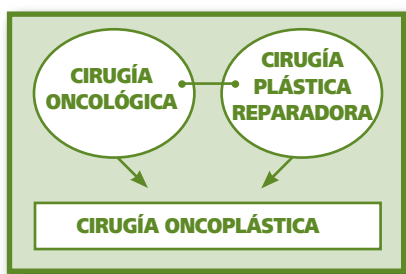 CIRUGÍA
ONCOLÓGICA
CIRUGÍA
PLÁSTICA
REPARADORA
CIRUGÍA ONCOPLÁSTICA